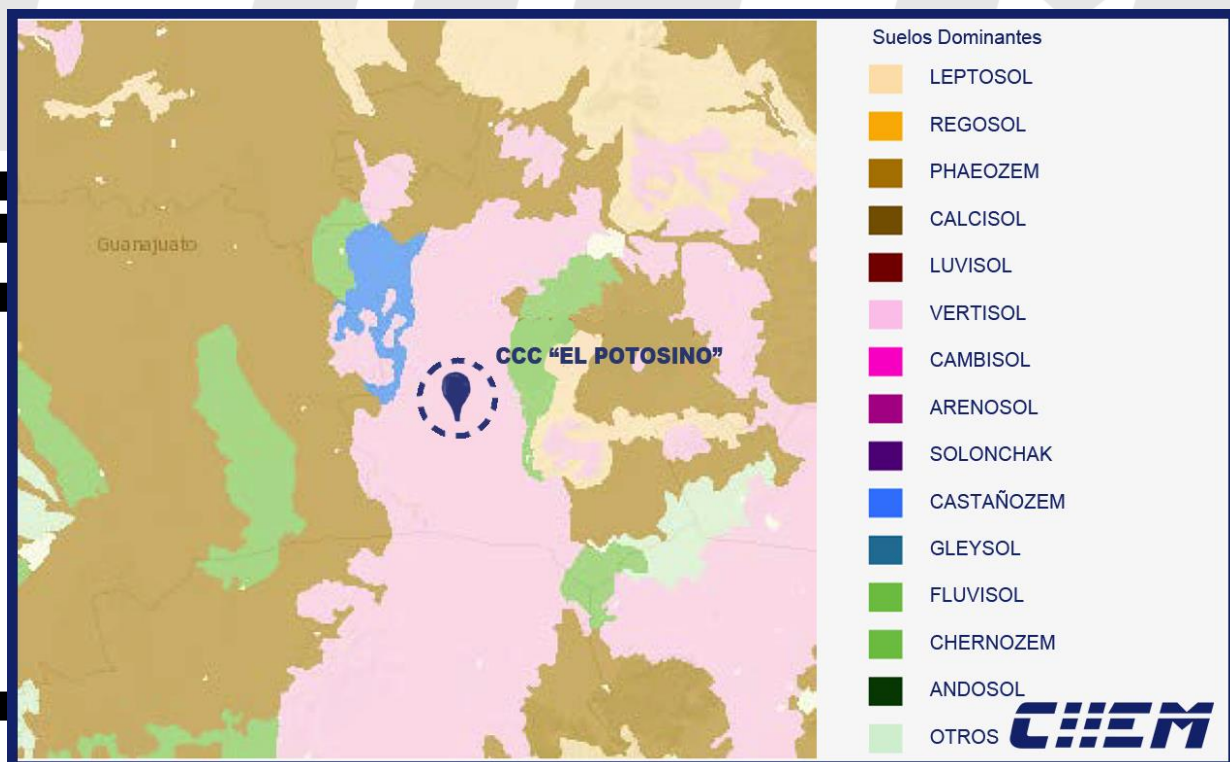 Guanajuato
CCC “EL POTOSINO”
Suelos Dominantes
LEPTOSOL
REGOSOL
PHAEOZEM
CALCISOL
LUVISOL
VERTISOL
CAMBISOL
ARENOSOL
SOLONCHAK
CASTAÑOZEM
GLEYSOL
FLUVISOL
CHERNOZEM
ANDOSOL
OTROS
CIIEM